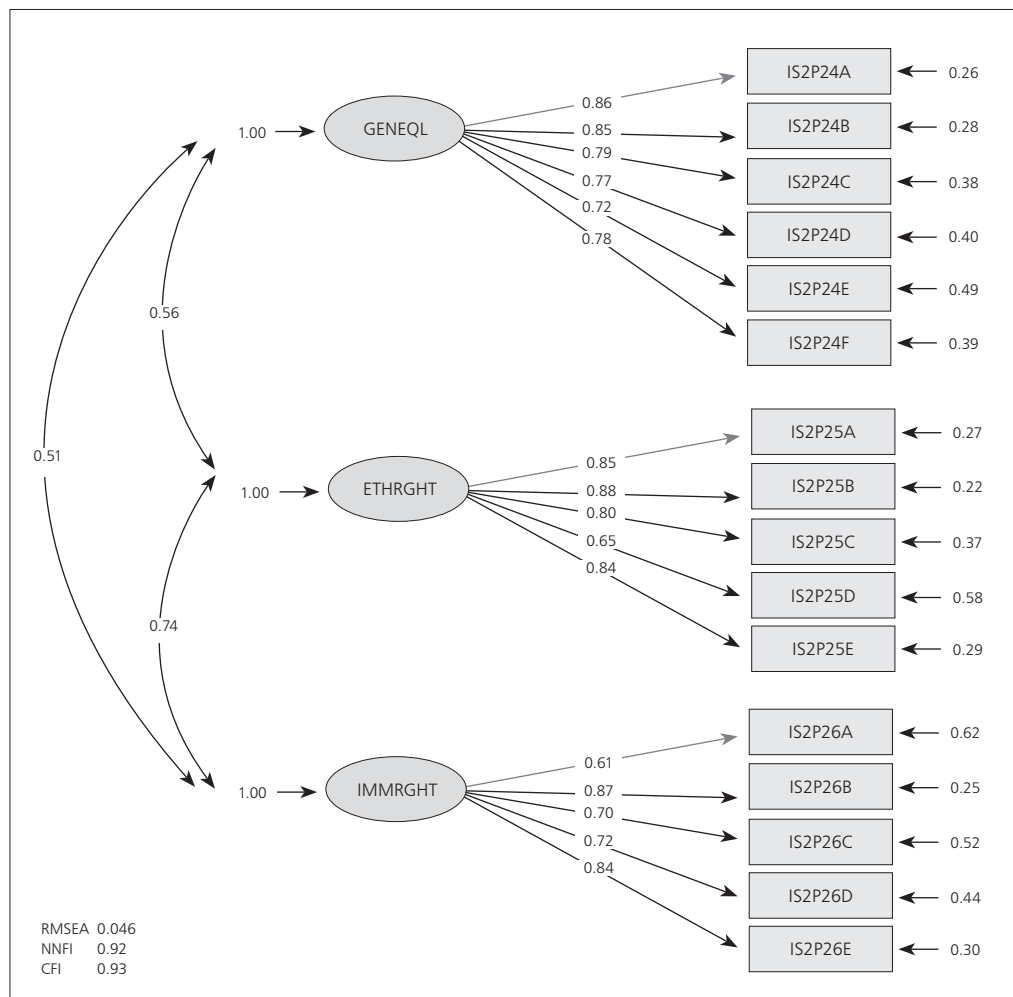 IS2P24A
0.26
0.86
1.00
GENEQL
0.85
IS2P24B
0.28
0.79
IS2P24C
0.38
0.77
0.72
IS2P24D
0.40
0.78
IS2P24E
0.49
0.56
IS2P24F
0.39
0.51
IS2P25A
0.27
0.85
1.00
ETHRGHT
0.88
IS2P25B
0.22
0.80
0.65
IS2P25C
0.37
0.84
IS2P25D
0.58
0.74
IS2P25E
0.29
IS2P26A
0.62
0.61
1.00
IMMRGHT
0.87
IS2P26B
0.25
0.70
0.72
IS2P26C
0.52
0.84
IS2P26D
0.44
RMSEA 0.046
NNFI 0.92
IS2P26E
0.30
CFI 0.93